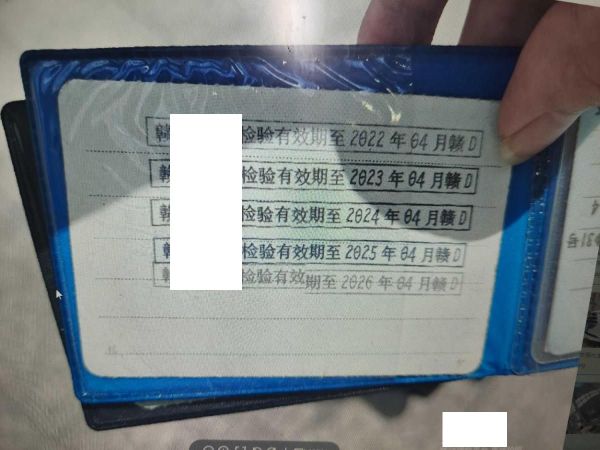 检验有效期至 2022 年 04 月赣 D
检验有效期至 2023 年 04 月赣 D
检验有效期至 2024 年 04 月赣 D
检验有效期至 2025 年 04 月赣 D
检验有效期至 2026 年 04 月赣 D